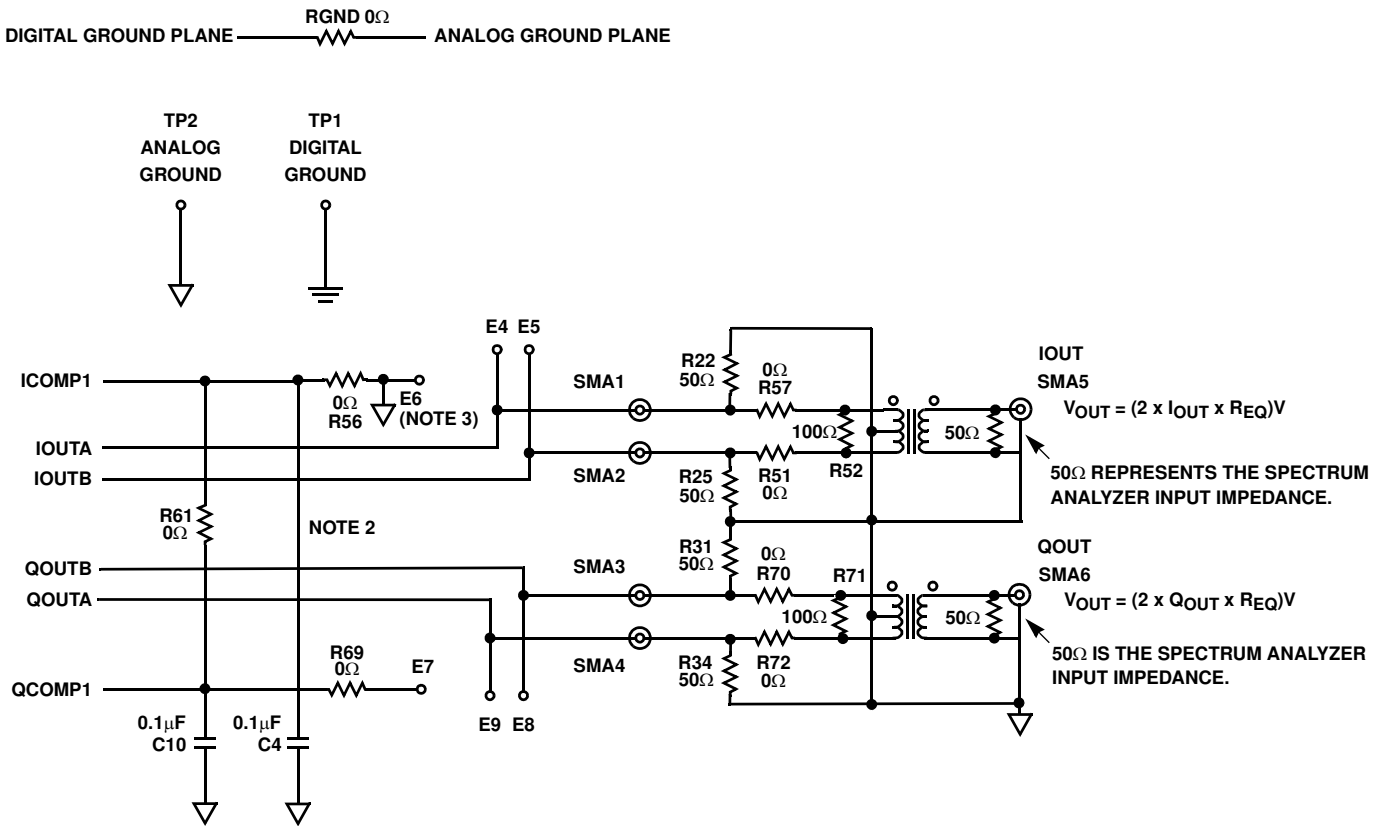 RGND 0Ω
DIGITAL GROUND PLANE
ANALOG GROUND PLANE
TP2
ANALOG
GROUND
TP1
DIGITAL
GROUND
E4 E5
ICOMP1
0Ω
R56
E6
(NOTE 3)
IOUTA
IOUTB
R61
0Ω
NOTE 2
QOUTB
QOUTA
QCOMP1
R69
0Ω
E7
0.1μF
C10
0.1μF
C4
E9 E8
SMA1
SMA2
SMA3
SMA4
R22
50Ω
0Ω
R57
100Ω
R52
R25
50Ω
R51
0Ω
50Ω
IOUT
SMA5
VOUT = (2 x IOUT x REQ)V
50Ω REPRESENTS THE SPECTRUM
ANALYZER INPUT IMPEDANCE.
R31
50Ω
0Ω
R70
R71
100Ω
R34
50Ω
R72
0Ω
50Ω
QOUT
SMA6
VOUT = (2 x QOUT x REQ)V
50Ω IS THE SPECTRUM ANALYZER
INPUT IMPEDANCE.